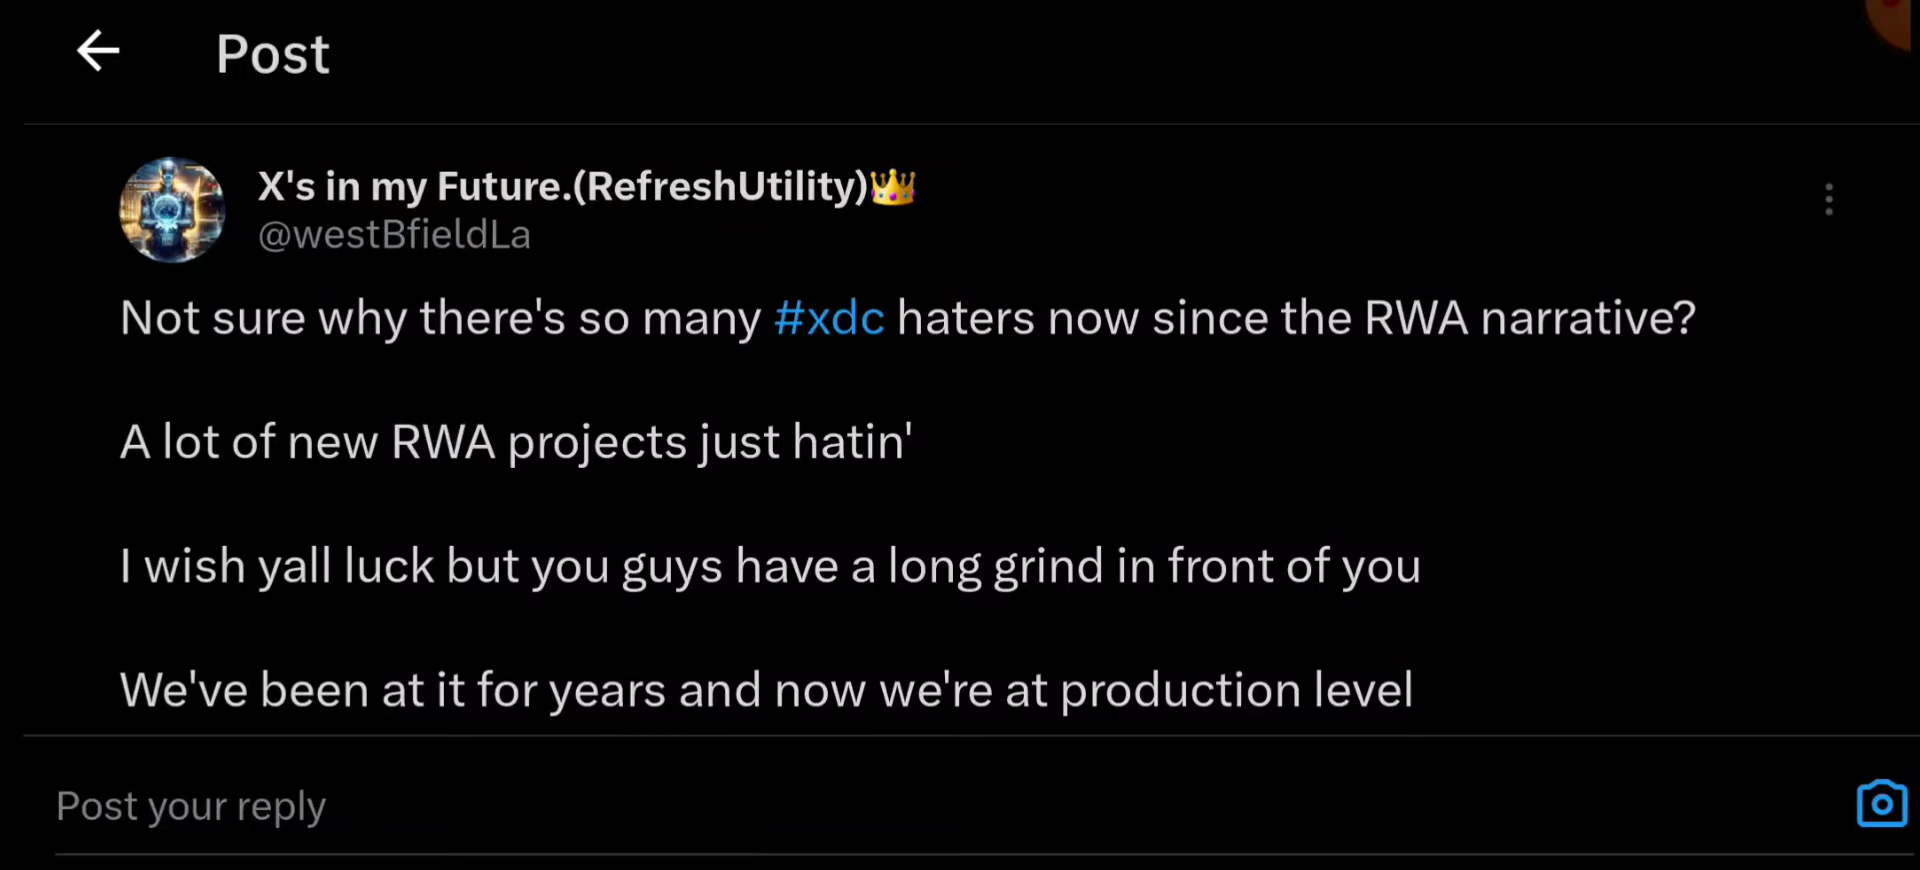 Post
X's in my Future.(RefreshUtility)👑
@westBfieldLa
Not sure why there's so many #xdc haters now since the RWA narrative?
A lot of new RWA projects just hatin'
I wish yall luck but you guys have a long grind in front of you
We've been at it for years and now we're at production level
Post your reply